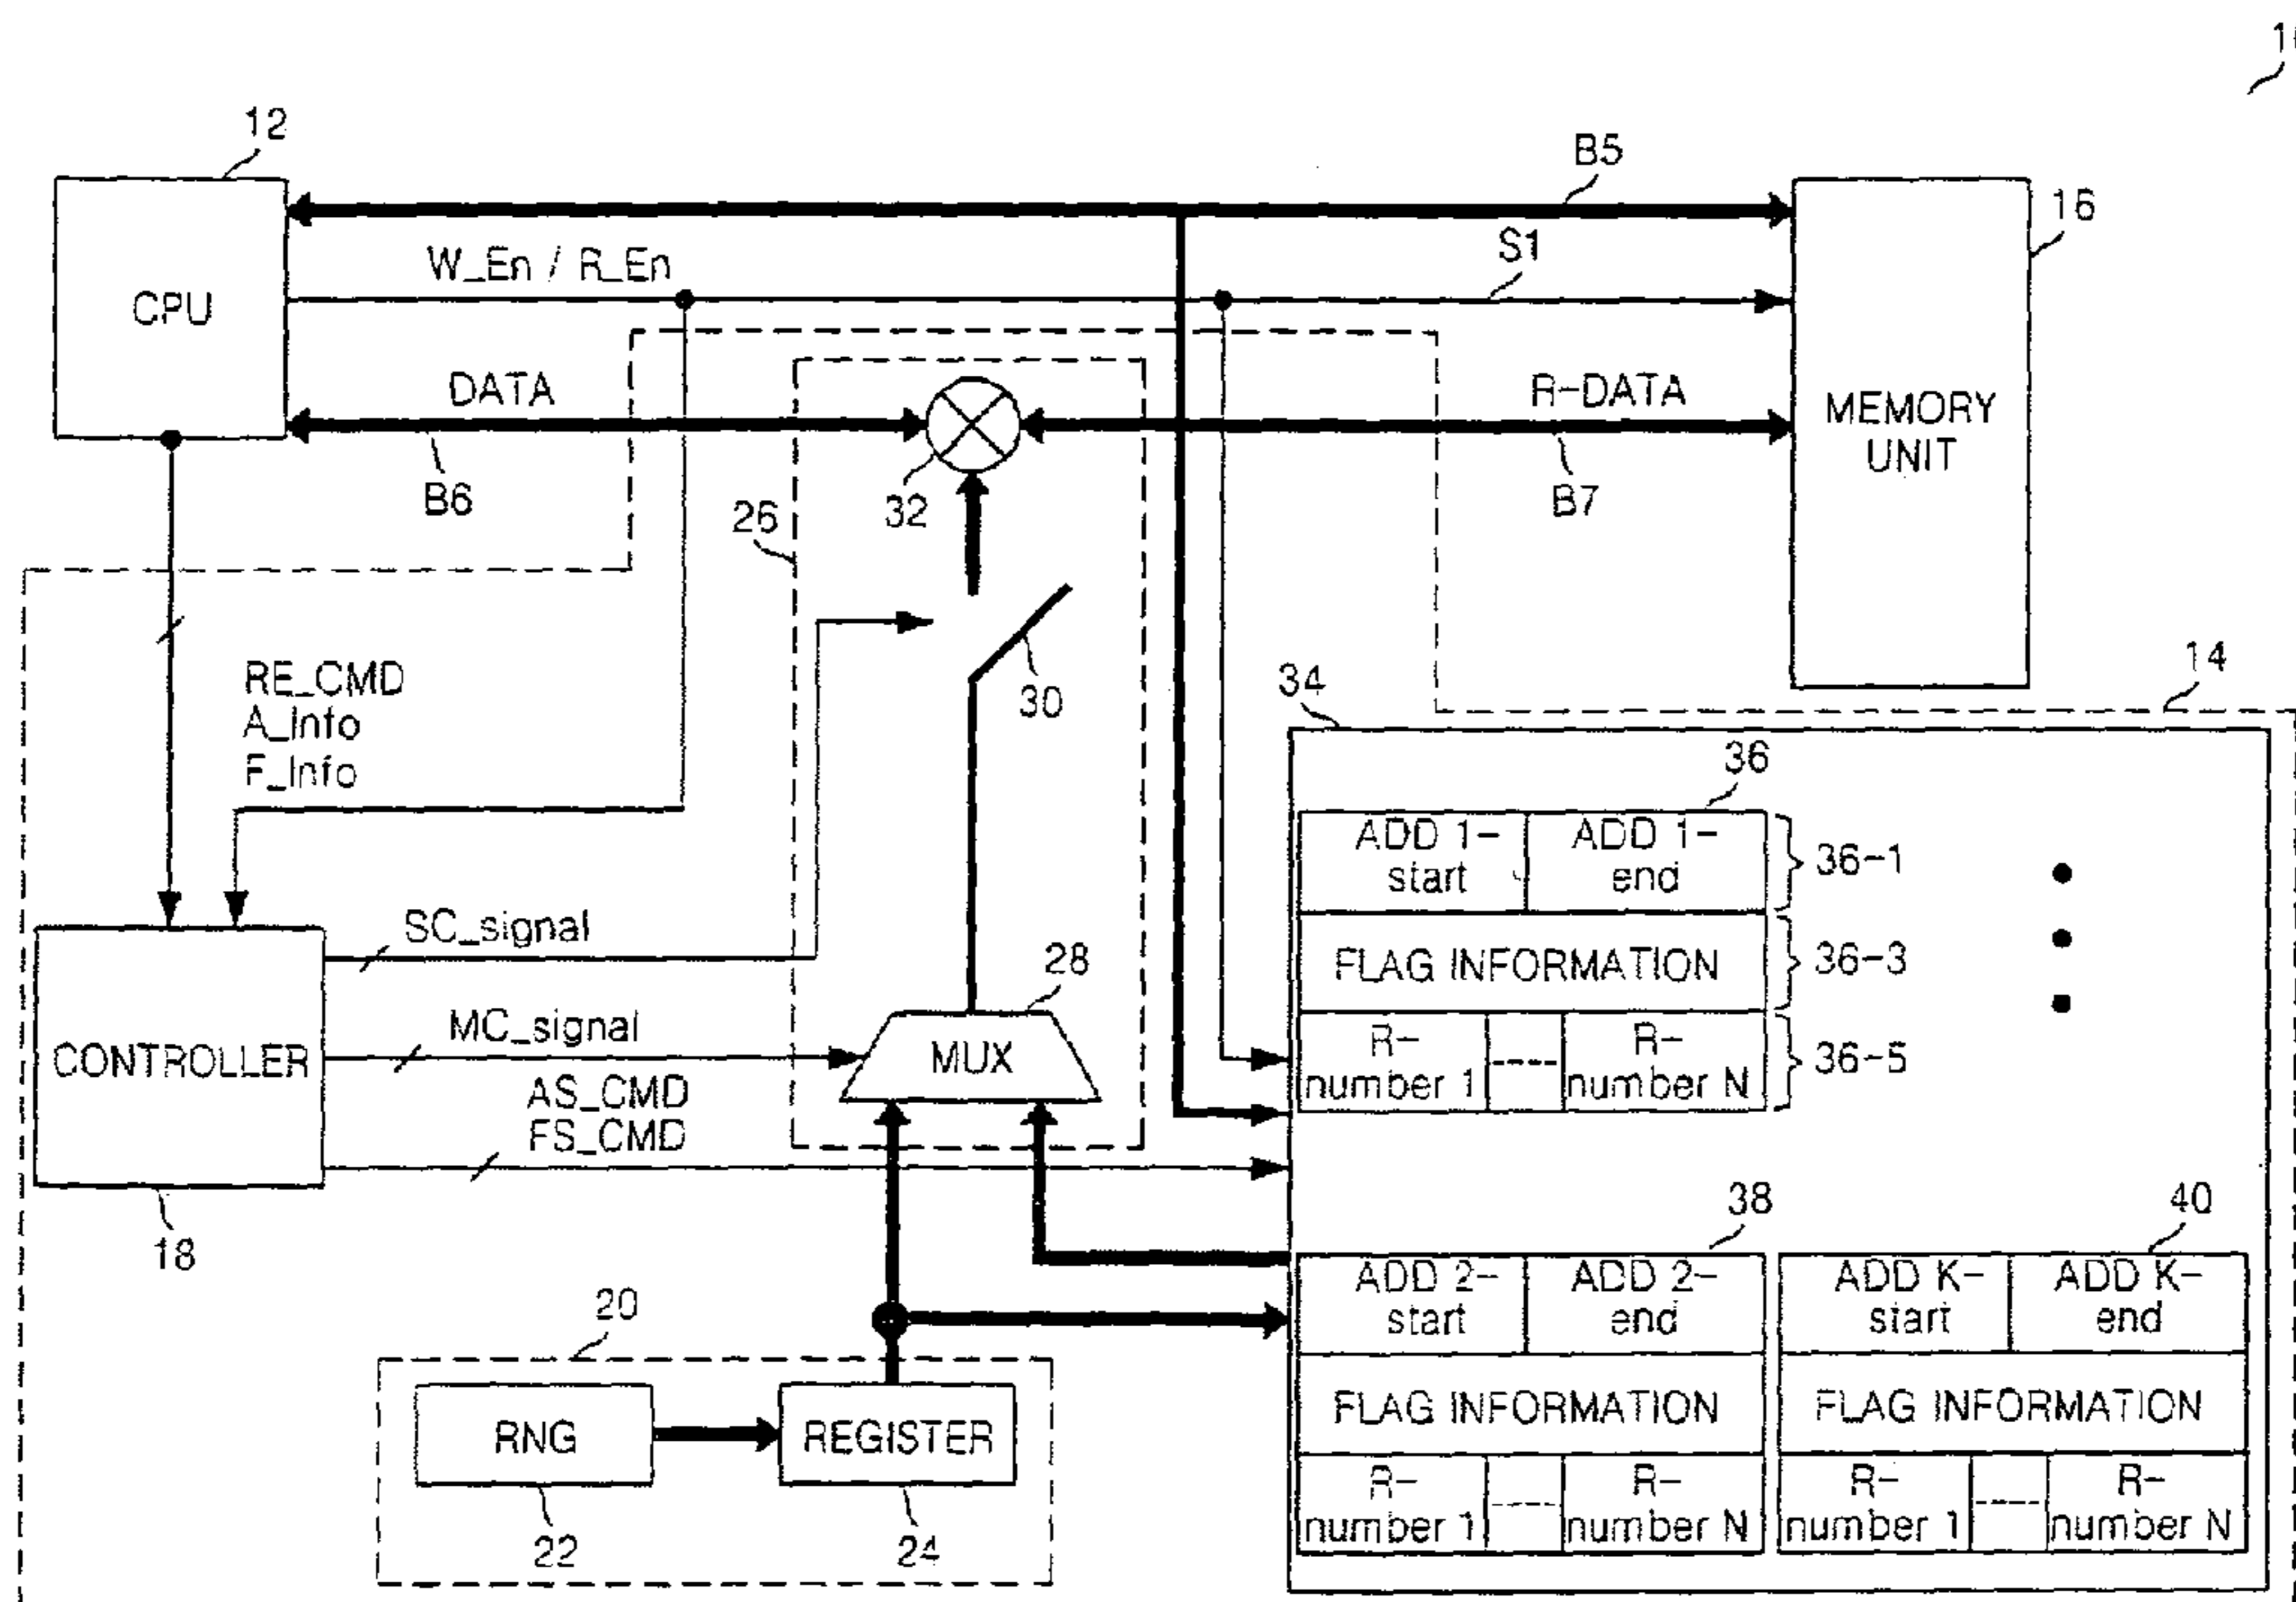 12
B5
16
W_En / R_En
S1
CPU
DATA
R-DATA
MEMORY
UNIT
B6
32
B7
26
RE_CMD
A_Info
F_Info
30
34
14
36
ADD 1-
start
ADD 1-
end
36-1
SC_signal
28
FLAG INFORMATION
36-3
MC_signal
CONTROLLER
MUX
R-
number 1
R-
number N
36-5
AS_CMD
FS_CMD
18
38
40
20
ADD 2-
start
ADD 2-
end
ADD K-
start
ADD K-
end
RNG
REGISTER
FLAG INFORMATION
FLAG INFORMATION
22
24
R-
number 1
R-
number N
R-
number 1
R-
number N